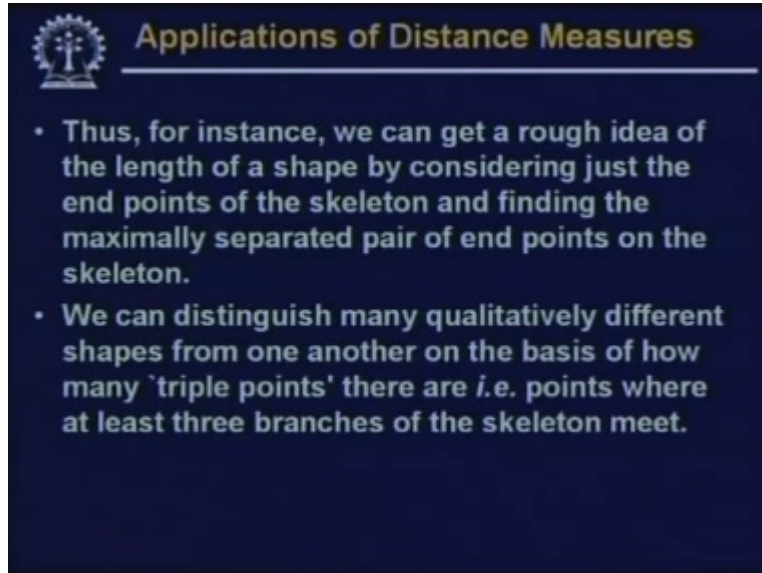 Applications of Distance Measures
• Thus, for instance, we can get a rough idea of
the length of a shape by considering just the
end points of the skeleton and finding the
maximally separated pair of end points on the
skeleton.
• We can distinguish many qualitatively different
shapes from one another on the basis of how
many `triple points' there are i.e. points where
at least three branches of the skeleton meet.